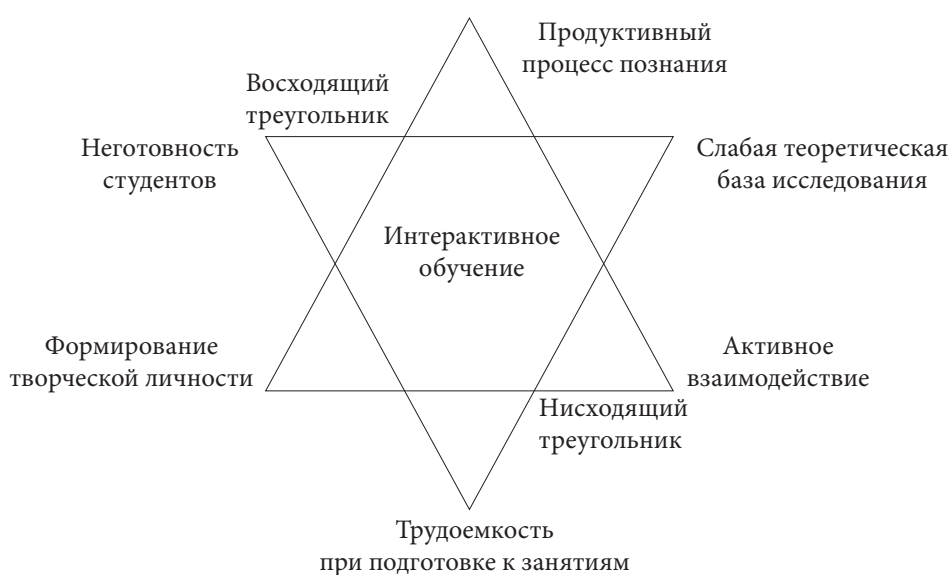 Продуктивный
процесс познания
Восходящий
треугольник
Неготовность
студентов
Слабая теоретическая
база исследования
Интерактивное
обучение
Формирование
творческой личности
Активное
взаимодействие
Нисходящий
треугольник
Трудоемкость
при подготовке к занятиям